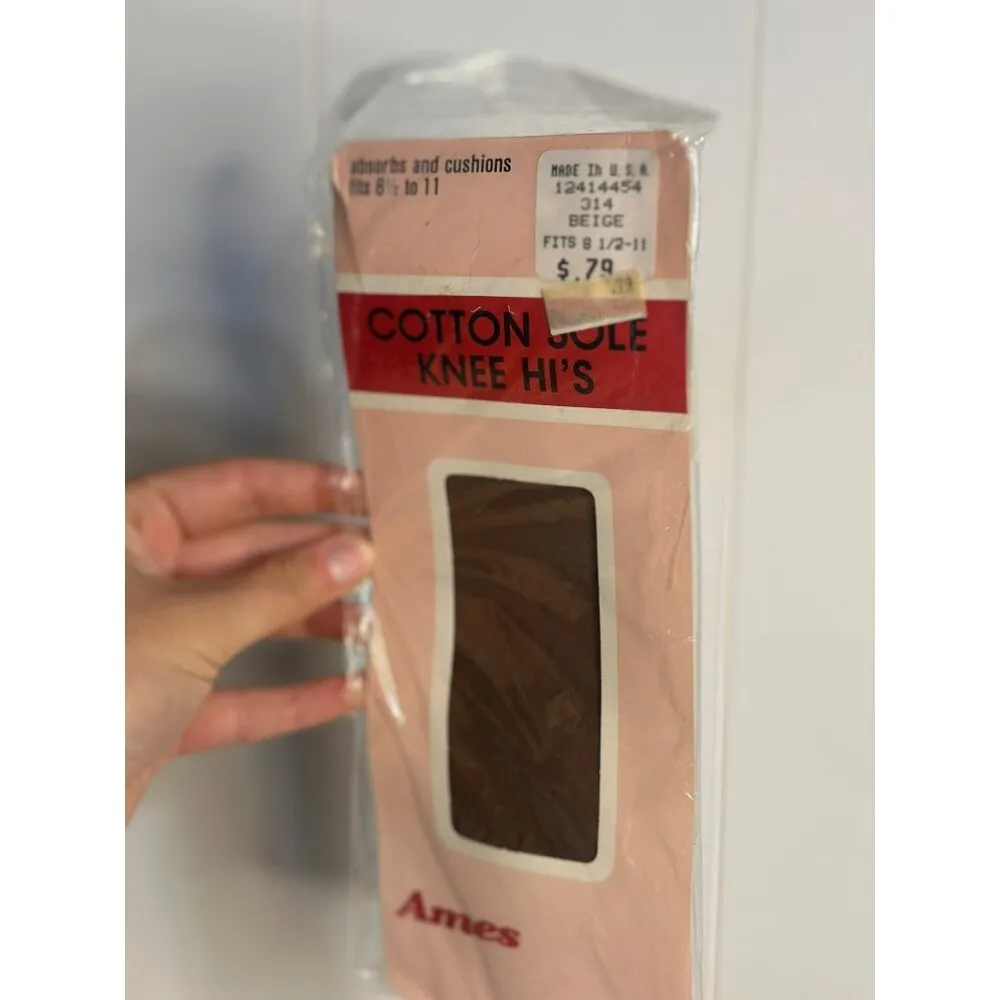 absorbs and cushions
fits 8½ to 11
MADE In U.S.A.
12414454
314
BEIGE
FITS 8 1/2-11
$.79
COTTON SOLE
KNEE HI'S
Ames